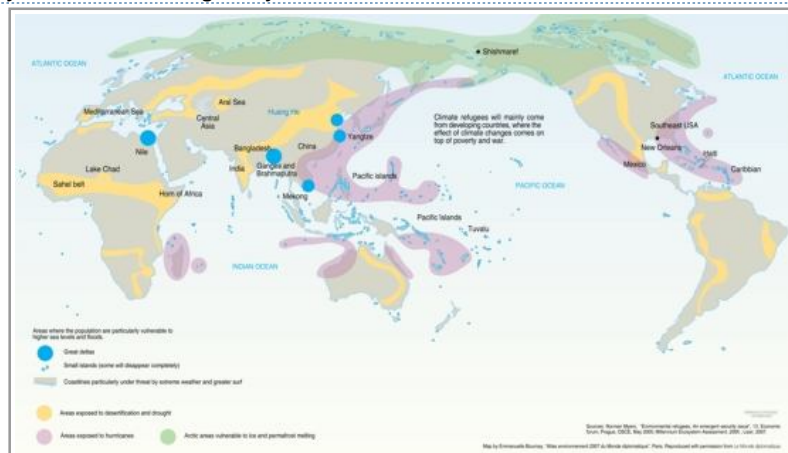 Shishmaref
ATLANTIC OCEAN
ATLANTIC OCEAN
Aral Sea
Mediterranean Sea
Central
Asia
Huang He
Climate refugees will mainly come
from developing countries, where the
effect of climate changes comes on
top of poverty and war.
Southeast USA
New Orleans
Nile
Bangladesh
China
Yangtze
Lake Chad
India
Ganges and
Brahmaputra
Pacific islands
PACIFIC OCEAN
Mexico
Haiti
Caribbean
Sahel belt
Horn of Africa
Mekong
Pacific Islands
Tuvalu
INDIAN OCEAN
Areas where the population are particularly vulnerable to
higher sea levels and floods.
Great deltas
Small islands (some will disappear completely)
Coastlines particularly under threat by extreme weather and greater surf
Areas exposed to desertification and drought
Areas exposed to hurricanes
Arctic areas vulnerable to ice and permafrost melting